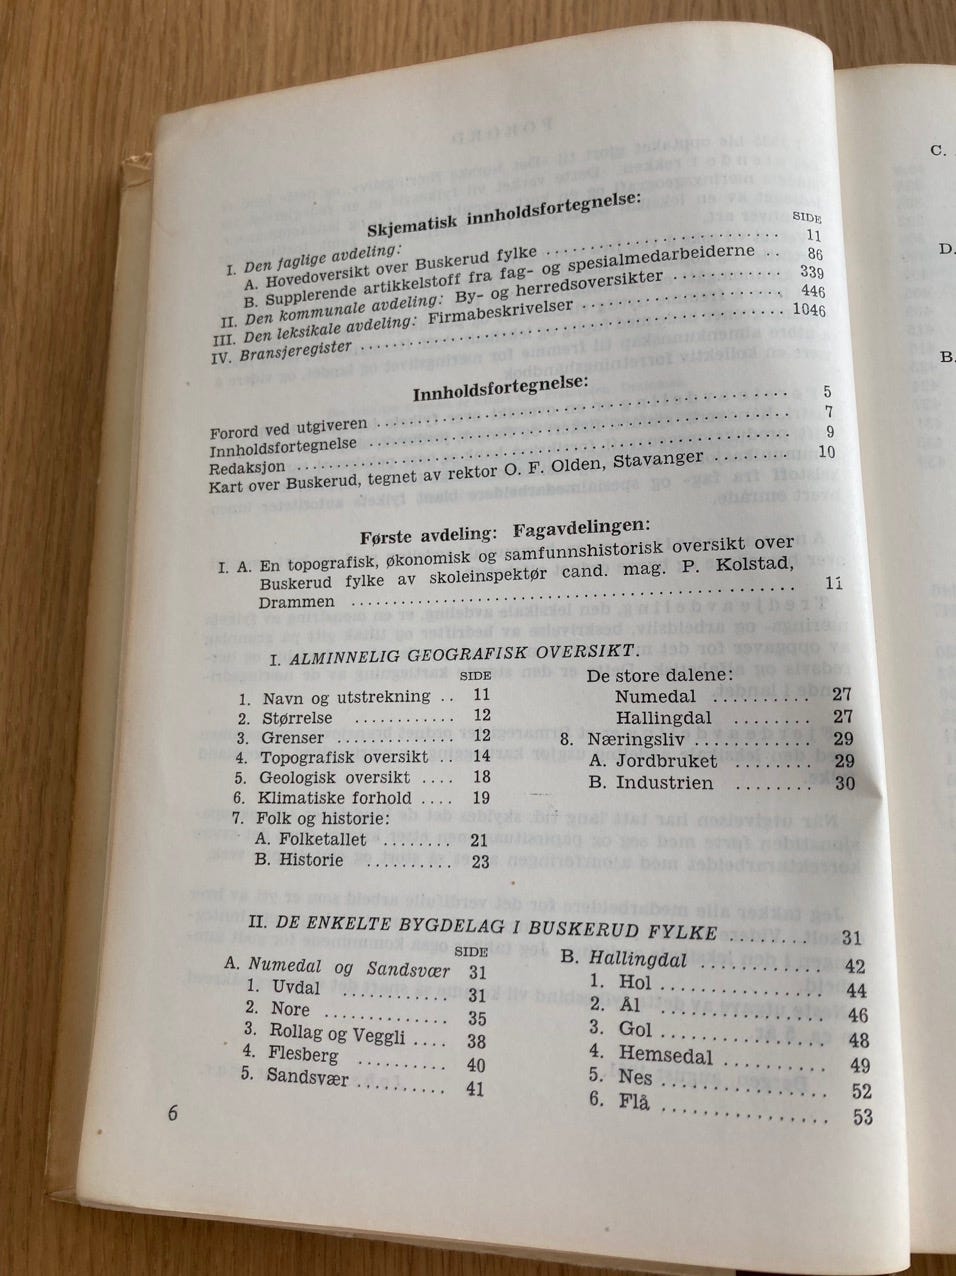 Skjematisk innholdsfortegnelse:
SIDE
I. Den faglige avdeling:
A. Hovedoversikt over Buskerud fylke .......... 11
B. Supplerende artikkelstoff fra fag- og spesialmedarbeiderne .. 86
II. Den kommunale avdeling: By- og herredsoversikter .......... 339
III. Den leksikale avdeling: Firmabeskrivelser .......... 446
IV. Bransjeregister .......... 1046
Innholdsfortegnelse:
Forord ved utgiveren .......... 5
Innholdsfortegnelse .......... 7
Redaksjon .......... 9
Kart over Buskerud, tegnet av rektor O. F. Olden, Stavanger ........ 10
Første avdeling: Fagavdelingen:
I. A. En topografisk, økonomisk og samfunnshistorisk oversikt over
Buskerud fylke av skoleinspektør cand. mag. P. Kolstad,
Drammen .......... 11
I. ALMINNELIG GEOGRAFISK OVERSIKT.
SIDE
1. Navn og utstrekning .. 11
2. Størrelse ............ 12
3. Grenser ............ 12
4. Topografisk oversikt .. 14
5. Geologisk oversikt .... 18
6. Klimatiske forhold .... 19
7. Folk og historie:
A. Folketallet ........ 21
B. Historie .......... 23
De store dalene:
Numedal .......... 27
Hallingdal ........ 27
8. Næringsliv ............ 29
A. Jordbruket ........ 29
B. Industrien ........ 30
II. DE ENKELTE BYGDELAG I BUSKERUD FYLKE ........ 31
SIDE
A. Numedal og Sandsvær 31
1. Uvdal ............ 31
2. Nore .............. 35
3. Rollag og Veggli .... 38
4. Flesberg .......... 40
5. Sandsvær .......... 41
B. Hallingdal ............ 42
1. Hol ................ 44
2. Ål ................ 46
3. Gol ................ 48
4. Hemsedal ............ 49
5. Nes ................ 52
6. Flå ................ 53
6
C.
D.
B.